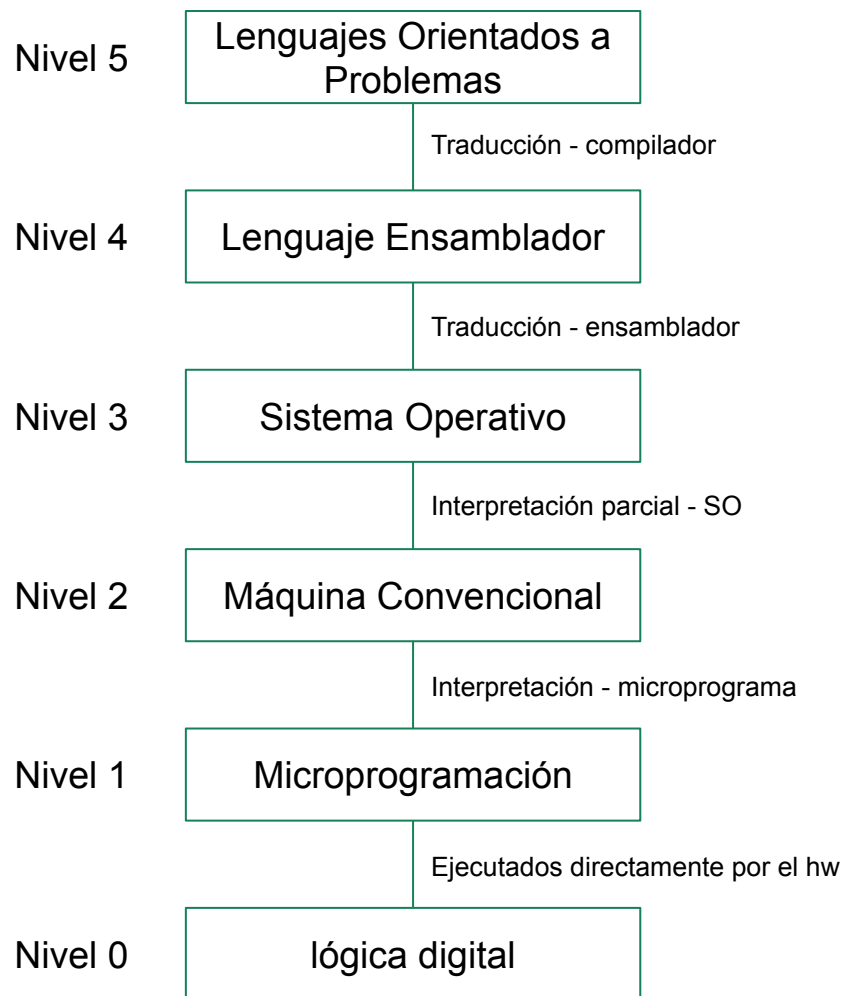 Nivel 5
Lenguajes Orientados a
Problemas
Traducción - compilador
Nivel 4
Lenguaje Ensamblador
Traducción - ensamblador
Nivel 3
Sistema Operativo
Interpretación parcial - SO
Nivel 2
Máquina Convencional
Interpretación - microprograma
Nivel 1
Microprogramación
Ejecutados directamente por el hw
Nivel 0
lógica digital